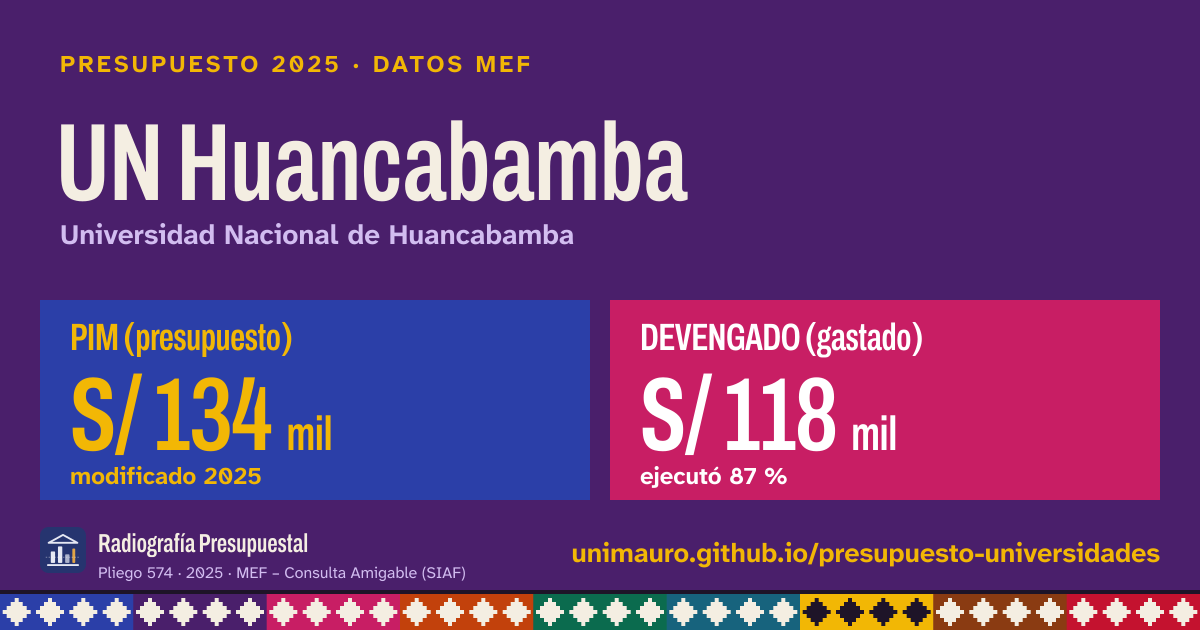 PRESUPUESTO 2025 · DATOS MEF
UN Huancabamba
Universidad Nacional de Huancabamba
PIM (presupuesto)
S/ 134 mil
modificado 2025
DEVENGADO (gastado)
S/ 118 mil
ejecutó 87 %
Radiografía Presupuestal
Pliego 574 · 2025 · MEF – Consulta Amigable (SIAF)
unimauro.github.io/presupuesto-universidades